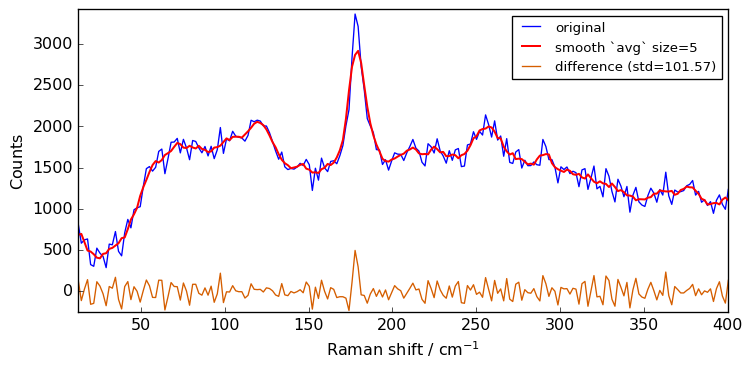 original
smooth `avg` size=5
difference (std=101.57)
Counts
3000
2500
2000
1500
1000
500
0
50 100 150 200 250 300 350 400
Raman shift / cm⁻¹